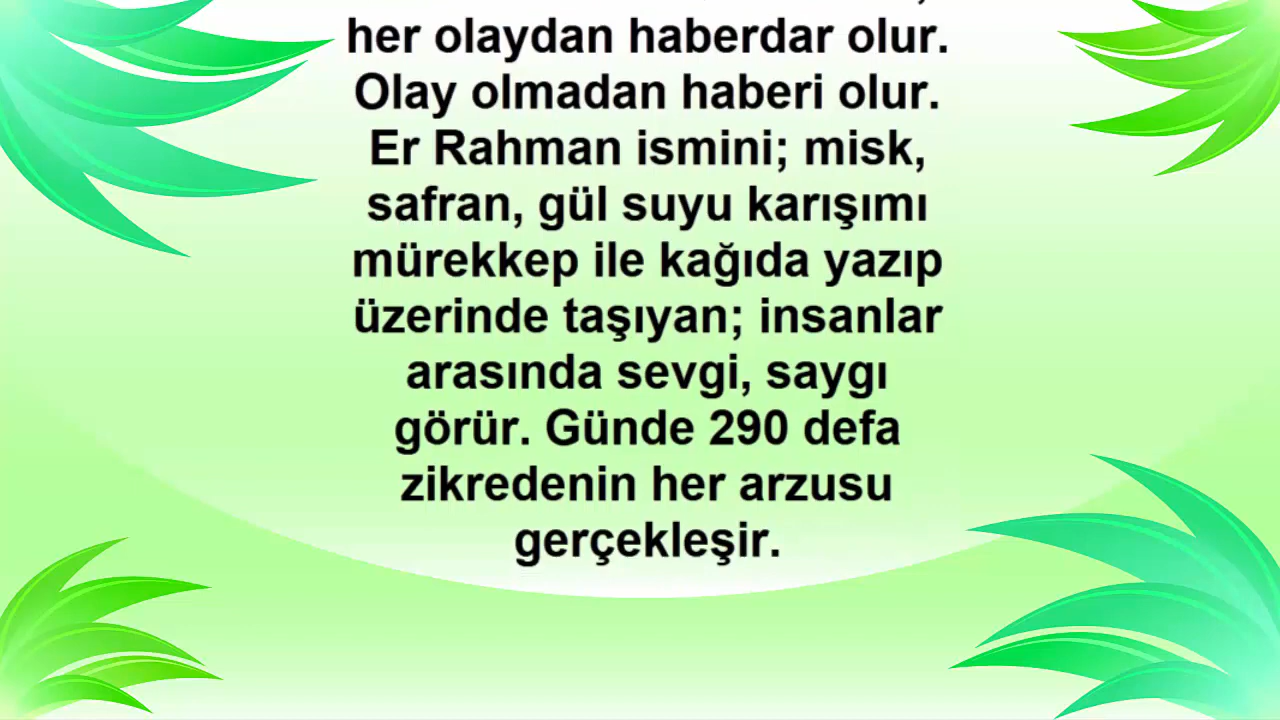 her olaydan haberdar olur.
Olay olmadan haberi olur.
Er Rahman ismini; misk,
safran, gül suyu karışımı
mürekkep ile kağıda yazıp
üzerinde taşıyan; insanlar
arasında sevgi, saygı
görür. Günde 290 defa
zikredenin her arzusu
gerçekleşir.